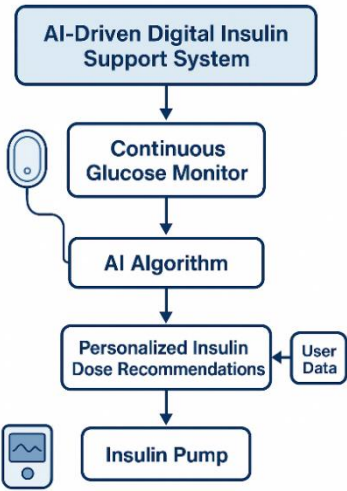 AI-Driven Digital Insulin
Support System
Continuous
Glucose Monitor
AI Algorithm
Personalized Insulin
Dose Recommendations
User
Data
Insulin Pump